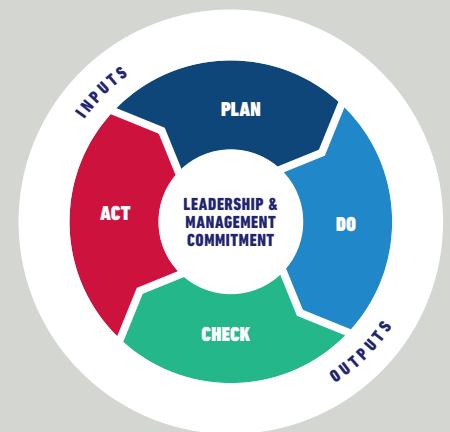 INPUTS
PLAN
ACT
LEADERSHIP &
MANAGEMENT
COMMITMENT
DO
CHECK
OUTPUTS